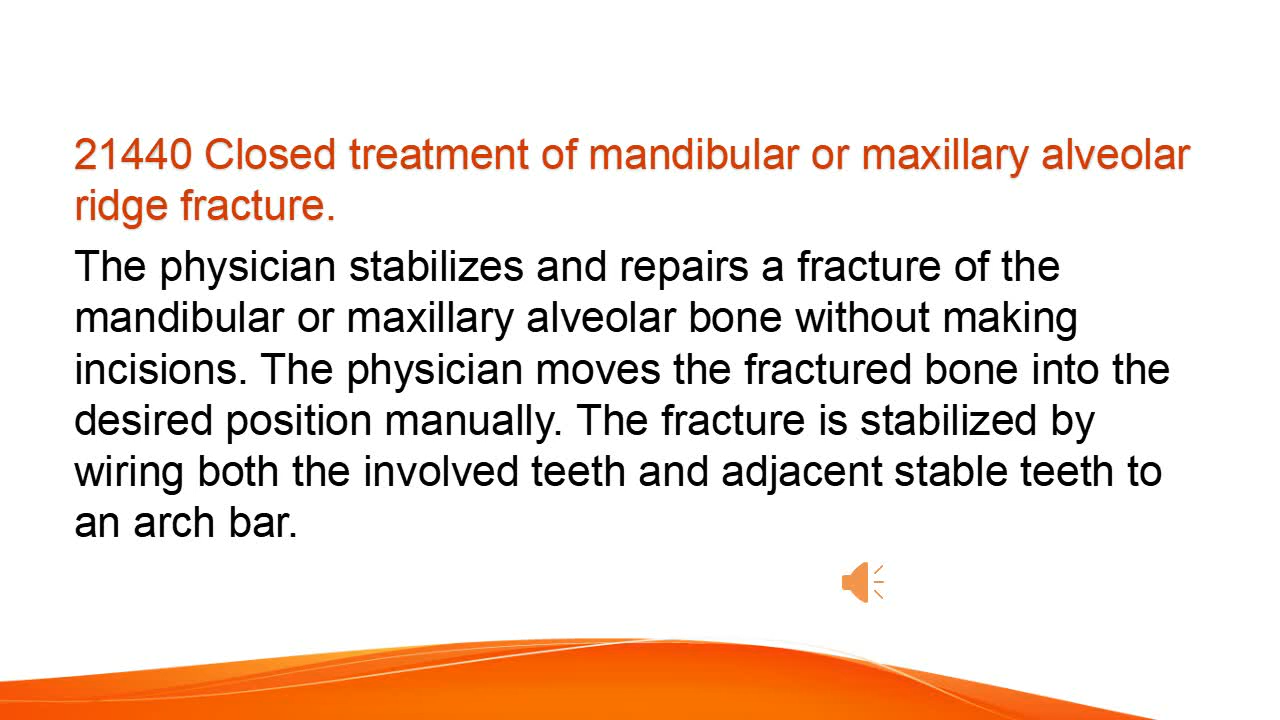 21440 Closed treatment of mandibular or maxillary alveolar
ridge fracture.
The physician stabilizes and repairs a fracture of the
mandibular or maxillary alveolar bone without making
incisions. The physician moves the fractured bone into the
desired position manually. The fracture is stabilized by
wiring both the involved teeth and adjacent stable teeth to
an arch bar.